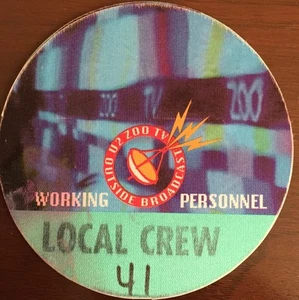 ZOO TV ZOO
U2 ZOO TV
OUTSIDE BROADCAST
WORKING PERSONNEL
LOCAL CREW
41